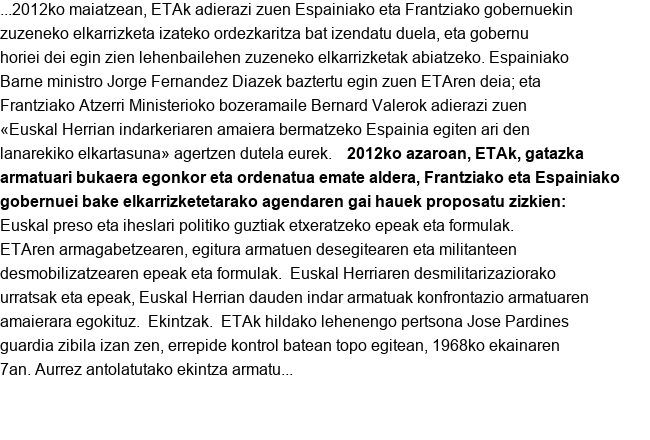 ...2012ko maiatzean, ETAk adierazi zuen Espainiako eta Frantziako gobernuekin
zuzeneko elkarrizketa izateko ordezkaritza bat izendatu duela, eta gobernu
horiei dei egin zien lehenbailehen zuzeneko elkarrizketak abiatzeko. Espainiako
Barne ministro Jorge Fernandez Diazek baztertu egin zuen ETAren deia; eta
Frantziako Atzerri Ministerioko bozeramaile Bernard Valerok adierazi zuen
«Euskal Herrian indarkeriaren amaiera bermatzeko Espainia egiten ari den
lanarekiko elkartasuna» agertzen dutela eurek. 2012ko azaroan, ETAk, gatazka
armatuari bukaera egonkor eta ordenatua emate aldera, Frantziako eta Espainiako
gobernuei bake elkarrizketetarako agendaren gai hauek proposatu zizkien:
Euskal preso eta iheslari politiko guztiak etxeratzeko epeak eta formulak.
ETAren armagabetzearen, egitura armatuen desegitearen eta militanteen
desmobilizatzearen epeak eta formulak. Euskal Herriaren desmilitarizaziorako
urratsak eta epeak, Euskal Herrian dauden indar armatuak konfrontazio armatuaren
amaierara egokituz. Ekintzak. ETAk hildako lehenengo pertsona Jose Pardines
guardia zibila izan zen, errepide kontrol batean topo egitean, 1968ko ekainaren
7an. Aurrez antolatutako ekintza armatu...